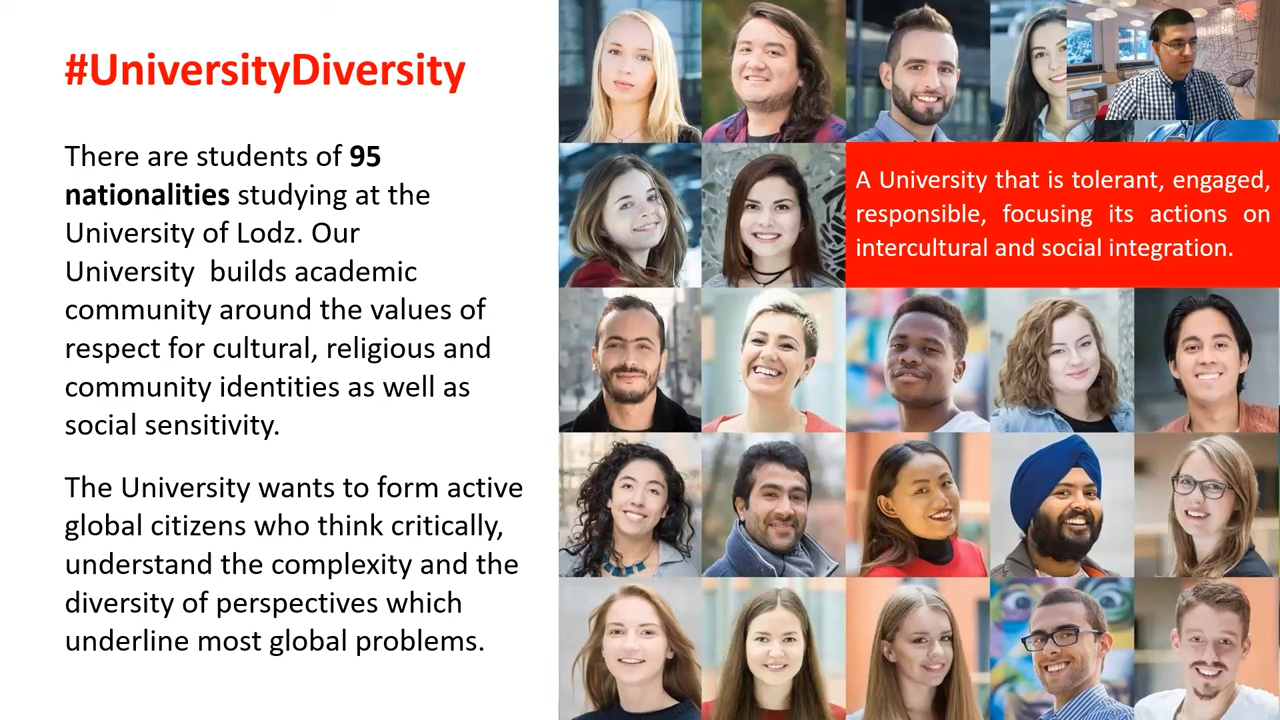 #UniversityDiversity
There are students of 95
nationalities studying at the
University of Lodz. Our
University  builds academic
community around the values of
respect for cultural, religious and
community identities as well as
social sensitivity.
The University wants to form active
global citizens who think critically,
understand the complexity and the
diversity of perspectives which
underline most global problems.
A University that is tolerant, engaged,
responsible, focusing its actions on
intercultural and social integration.